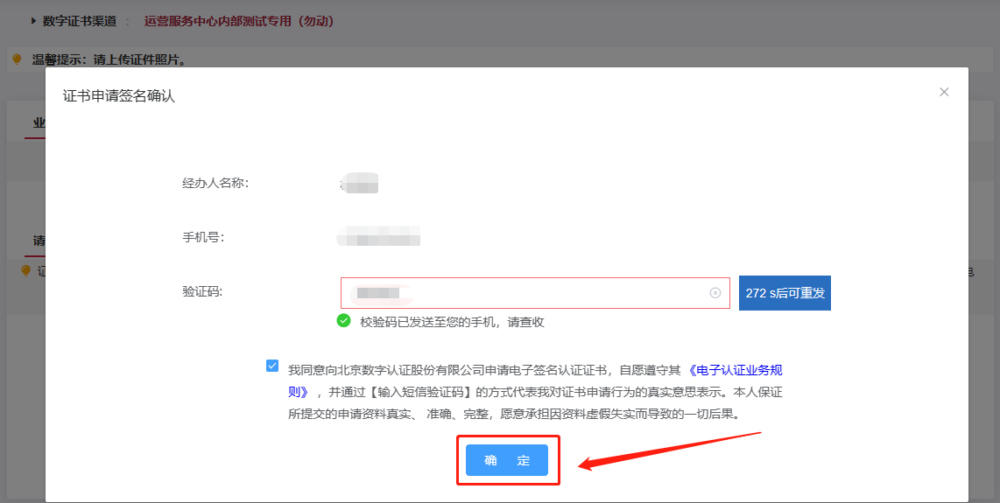 数字证书渠道 : 运营服务中心内部测试专用（勿动）
温馨提示：请上传证件照片。
业
证书申请签名确认
经办人名称：
请
手机号：
证
电
验证码:
272 s后可重发
校验码已发送至您的手机，请查收
我同意向北京数字认证股份有限公司申请电子签名认证证书，自愿遵守其 《电子认证业务规
则》 ，并通过【输入短信验证码】的方式代表我对证书申请行为的真实意思表示。本人保证
所提交的申请资料真实、 准确、完整，愿意承担因资料虚假失实而导致的一切后果。
确 定